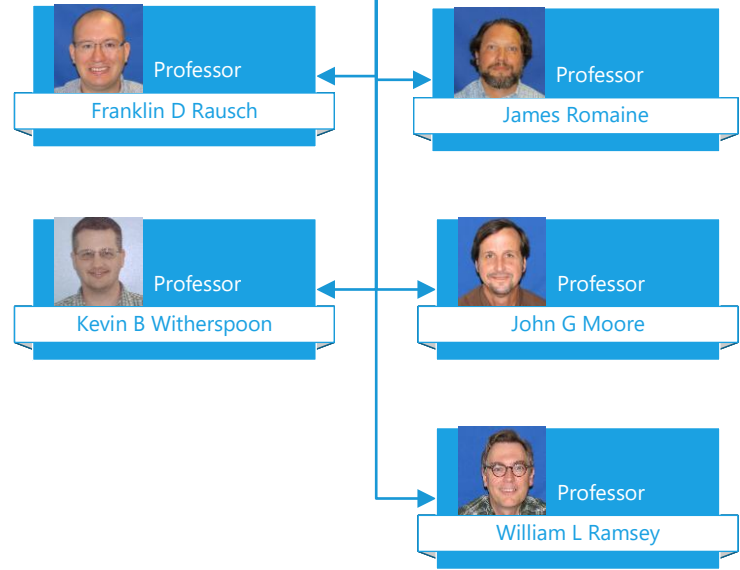 Professor
Franklin D Rausch
Professor
James Romaine
Professor
Kevin B Witherspoon
Professor
John G Moore
Professor
William L Ramsey